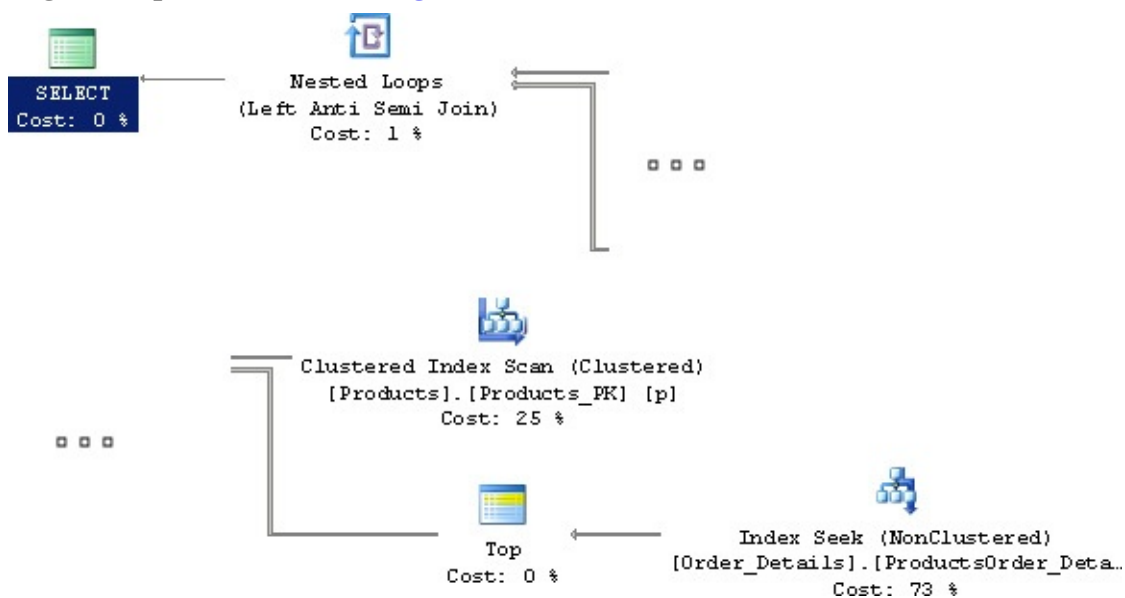 SELECT
Cost: 0 %
Nested Loops
(Left Anti Semi Join)
Cost: 1 %
Clustered Index Scan (Clustered)
[Products].[Products_PK] [p]
Cost: 25 %
Top
Cost: 0 %
Index Seek (NonClustered)
[Order_Details].[ProductsOrder_Deta…
Cost: 73 %